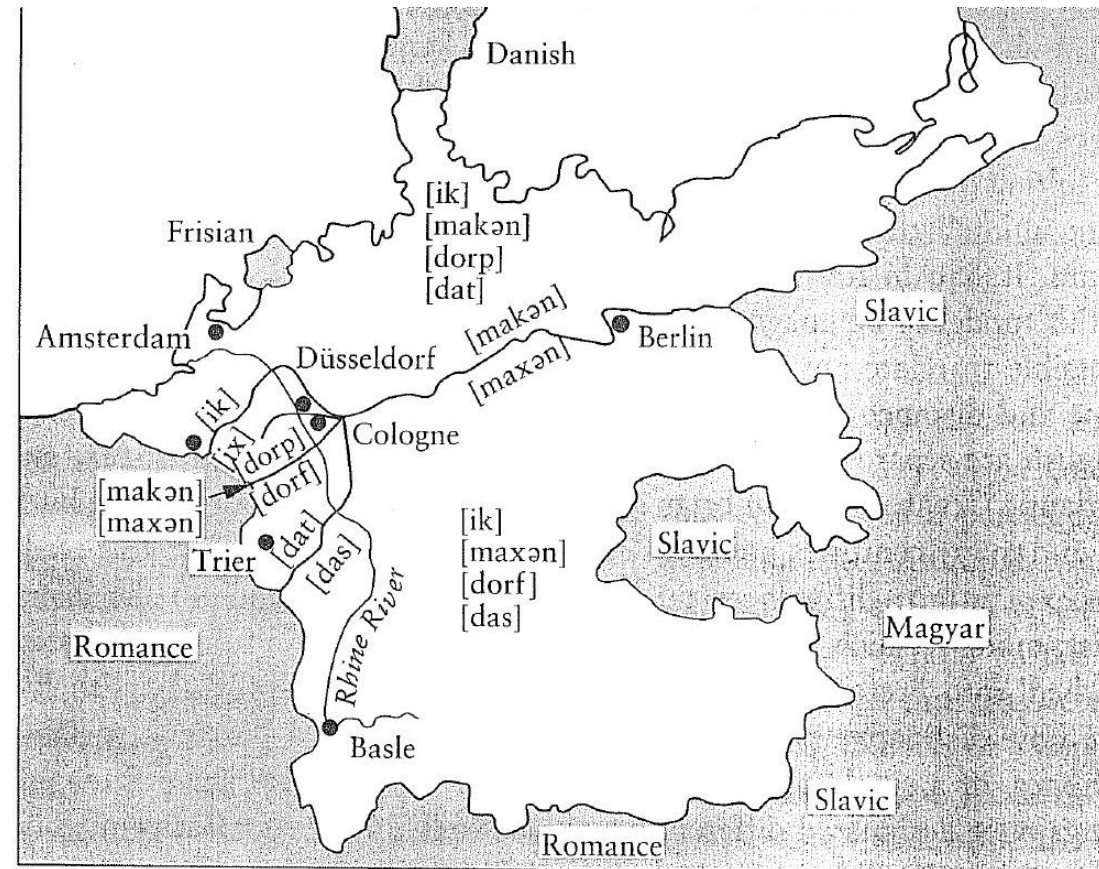 Danish
[ik]
[makən]
[dorp]
[dat]
Frisian
Slavic
[makən]
[maxən]
Berlin
Amsterdam
Düsseldorf
Cologne
[ik]
[ix]
[dorp]
[dorf]
[makən]
[maxən]
[dat]
[das]
Trier
[ik]
[maxən]
[dorf]
[das]
Slavic
Magyar
Romance
Rhine River
Basle
Slavic
Romance